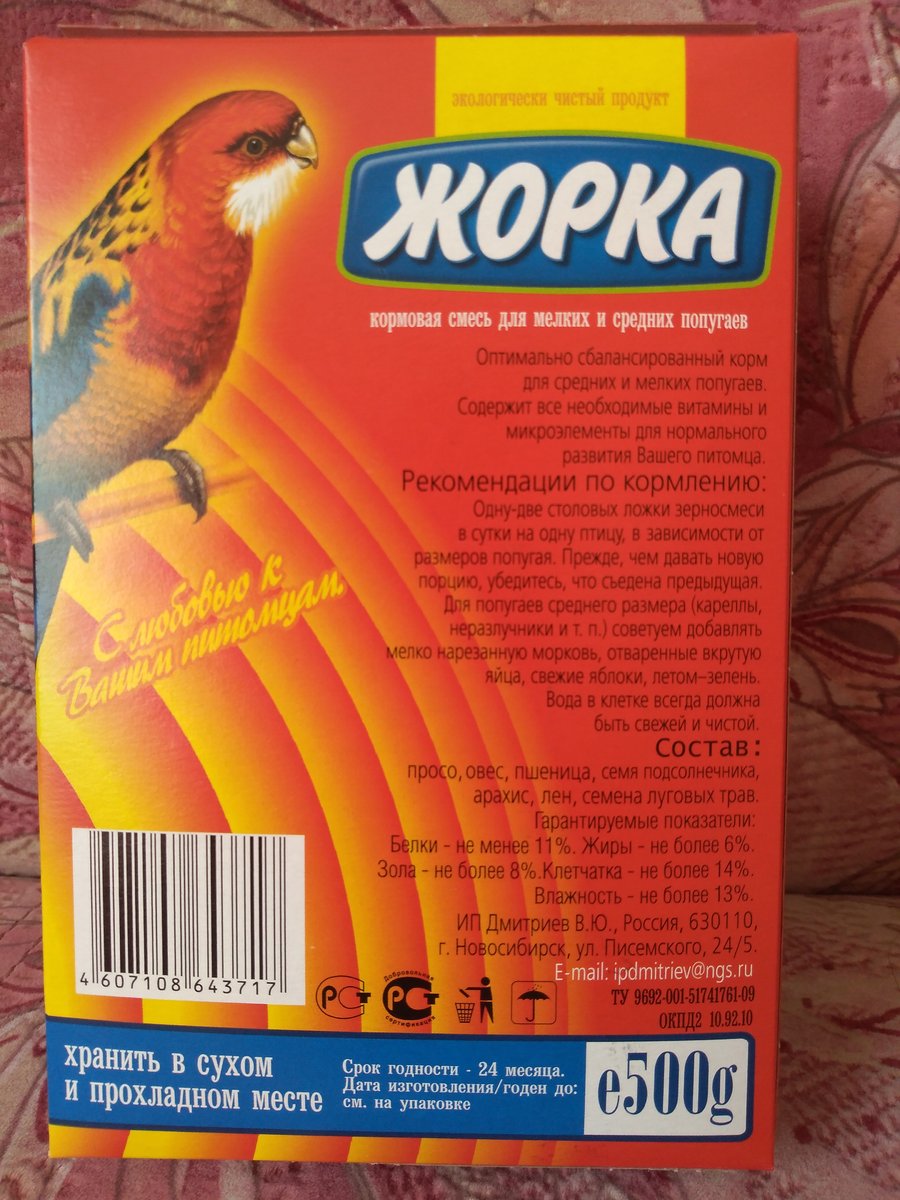 экологически чистый продукт
ЖОРКА
кормовая смесь для мелких и средних попугаев
Оптимально сбалансированный корм
для средних и мелких попугаев.
Содержит все необходимые витамины и
микроэлементы для нормального
развития Вашего питомца.
Рекомендации по кормлению:
Одну-две столовых ложки зерносмеси
в сутки на одну птицу, в зависимости от
размеров попугая. Прежде, чем давать новую
порцию, убедитесь, что съедена предыдущая.
Для попугаев среднего размера (кареллы,
неразлучники и т. п.) советуем добавлять
мелко нарезанную морковь, отваренные вкрутую
яйца, свежие яблоки, летом–зелень.
Вода в клетке всегда должна
быть свежей и чистой.
С любовью к
Вашим питомцам.
Состав:
просо, овес, пшеница, семя подсолнечника,
арахис, лен, семена луговых трав.
Гарантируемые показатели:
Белки - не менее 11%. Жиры - не более 6%.
Зола - не более 8%.Клетчатка - не более 14%.
Влажность - не более 13%.
ИП Дмитриев В.Ю., Россия, 630110,
г. Новосибирск, ул. Писемского, 24/5.
E-mail: ipdmitriev@ngs.ru
ТУ 9692-001-51741761-09
ОКПД2 10.92.10
4 607108 643717
РСТ
Добровольная
РСТ
сертификация
хранить в сухом
и прохладном месте
Срок годности - 24 месяца.
Дата изготовления/годен до:
см. на упаковке
e500g